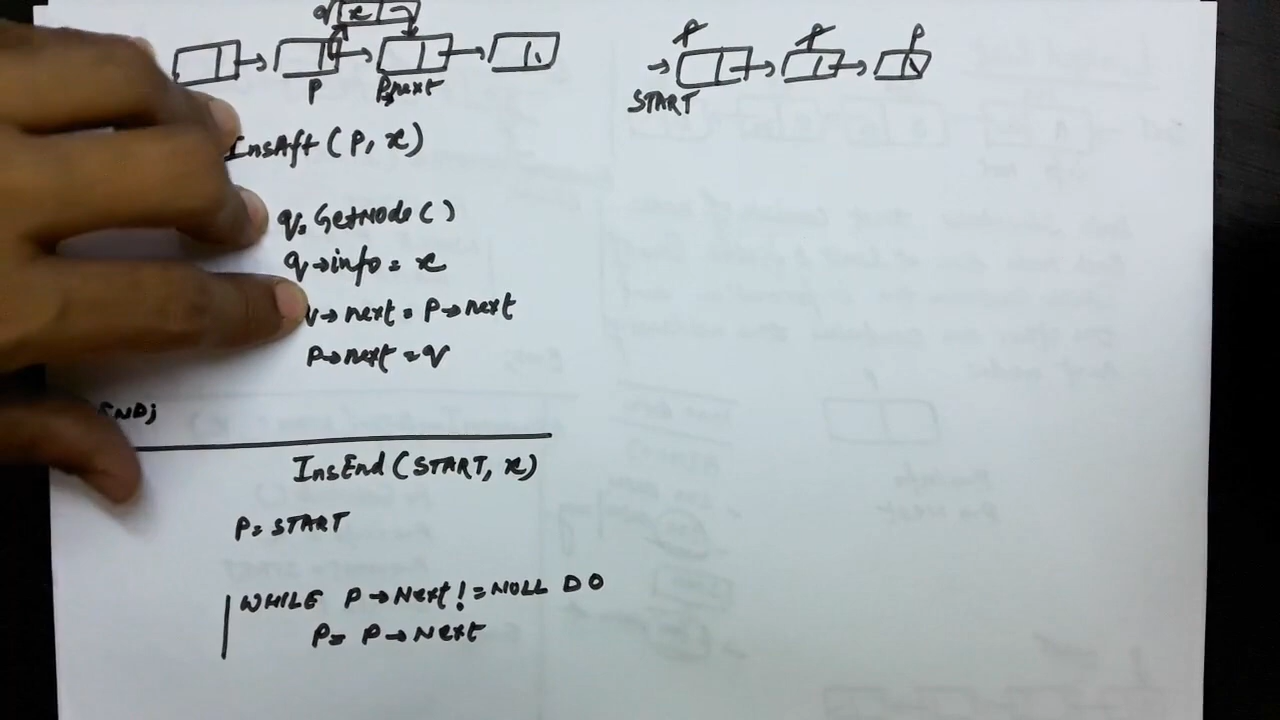 q x
P P→next
InsAft (P, x)
q= GetNode ( )
q→info = x
q→next = P→next
P→next = q
END;
InsEnd (START, x)
P= START
WHILE P→Next != NULL DO
P= P→Next
P P P
START